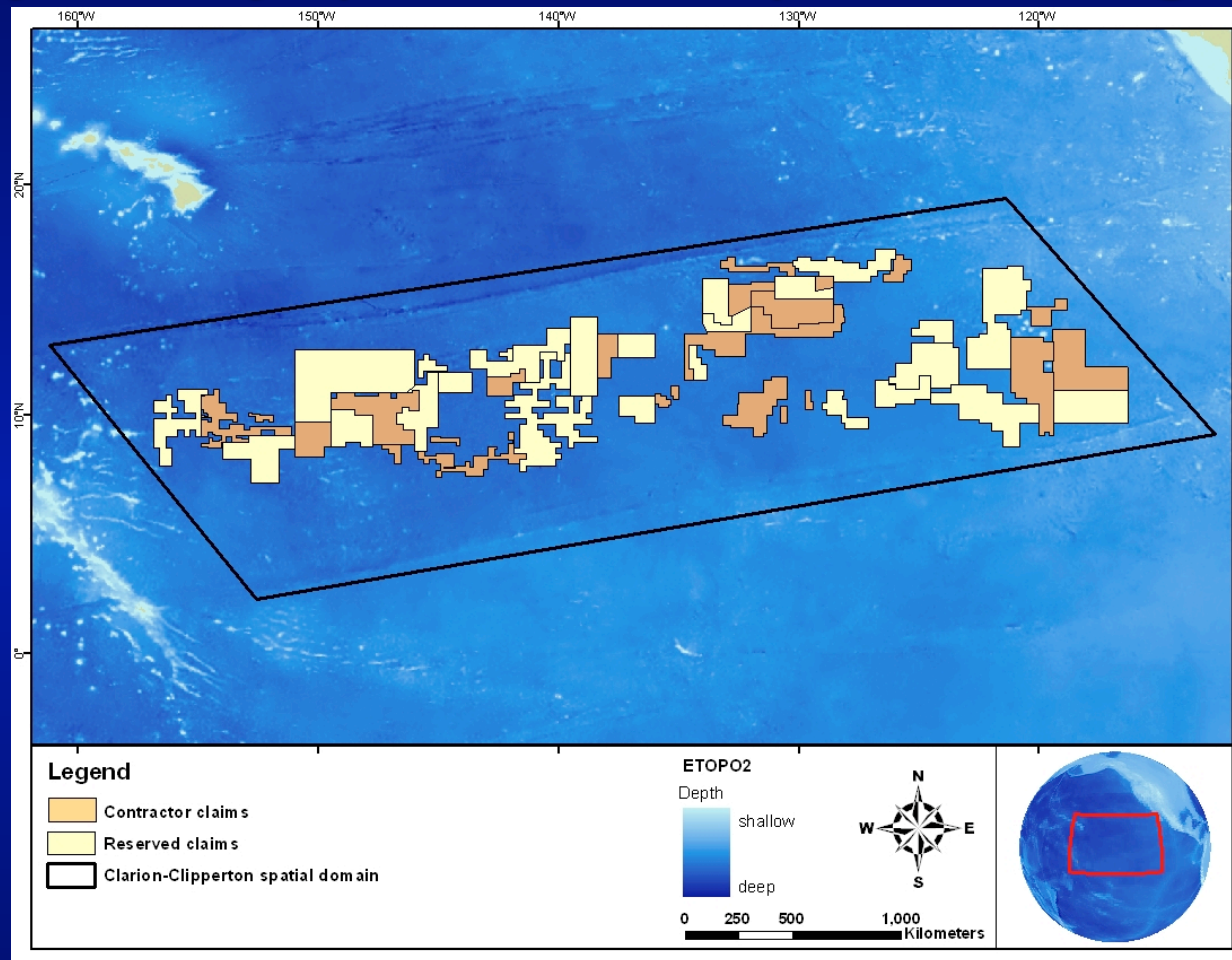 160°W 150°W 140°W 130°W 120°W
20°N
10°N
0°
Legend
Contractor claims
Reserved claims
Clarion-Clipperton spatial domain
ETOPO2
Depth
shallow
deep
N
W E
S
0 250 500 1,000
Kilometers